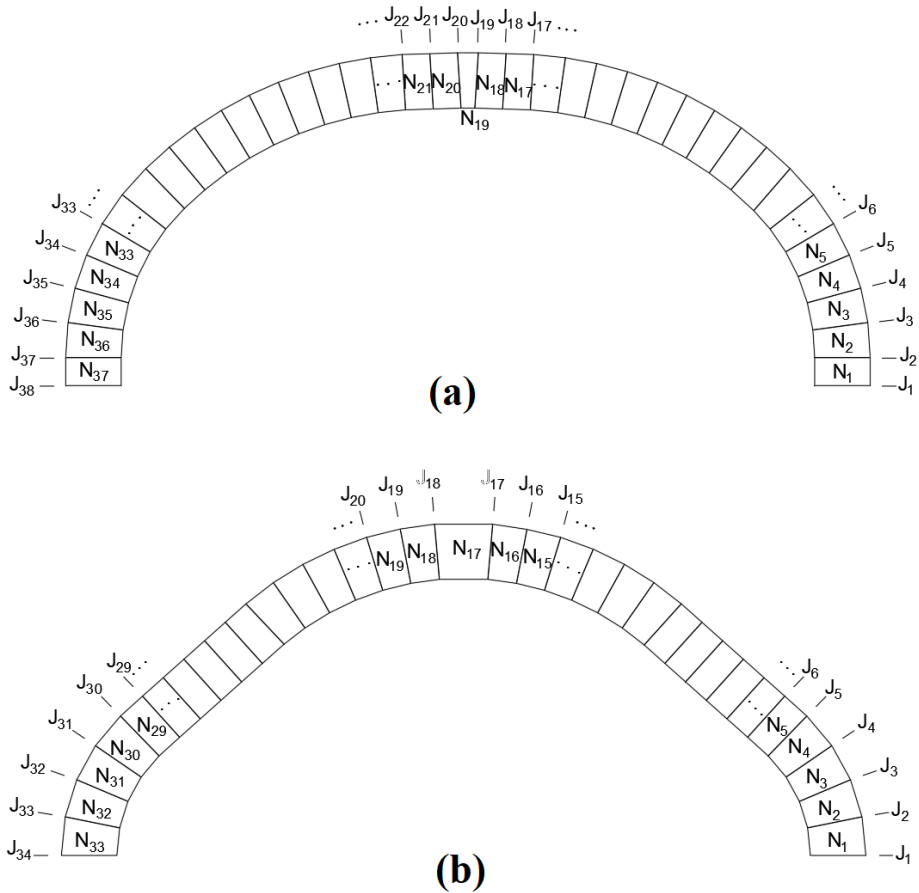 ... J22 J21 J20 J19 J18 J17 ...
... N21 N20 N18 N17 ...
N19
J33 ... ... J6
J34 N33 ... ... N5 J5
J35 N34 N4 J4
J36 N35 N3 J3
J37 N36 N2 J2
J38 N37 N1 J1
(a)
... J20 J19 J18 J17 J16 J15 ...
... N19 N18 N17 N16 N15 ...
J29 ... ... J6
J30 N29 ... ... N5 J5
J31 N30 N4 J4
J32 N31 N3 J3
J33 N32 N2 J2
J34 N33 N1 J1
(b)